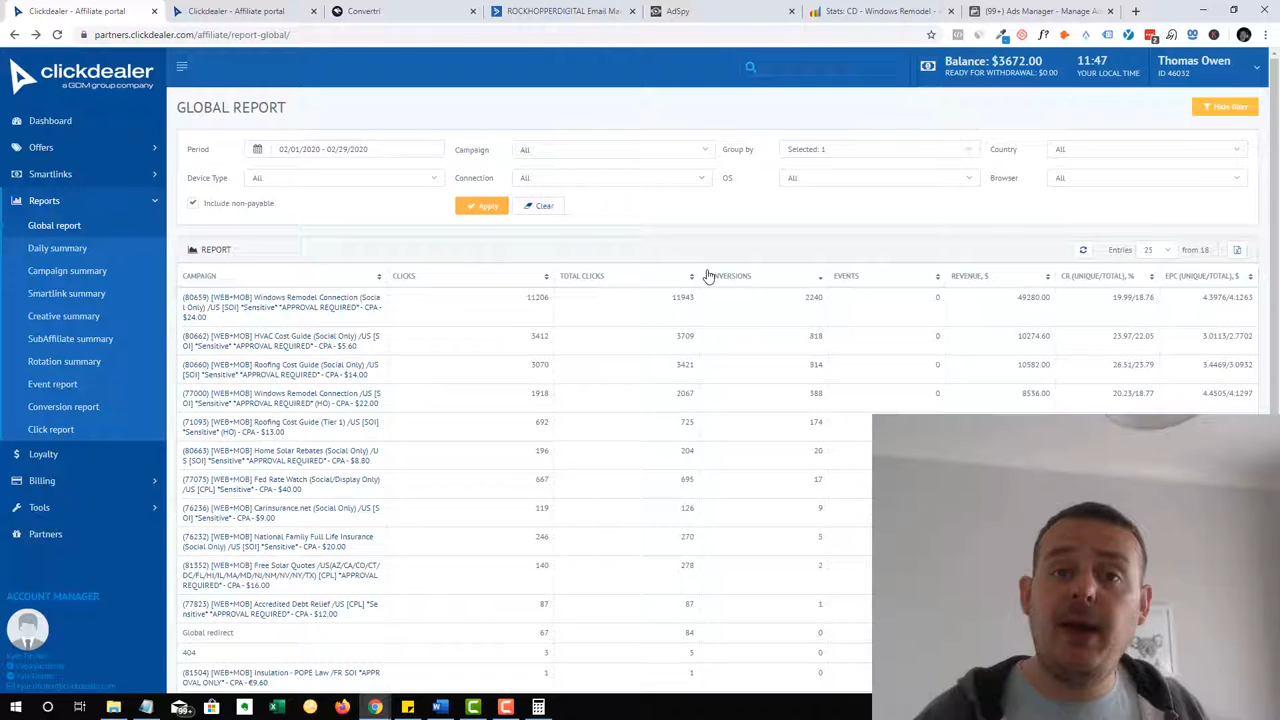 Clickdealer - Affiliate portal
Clickdealer - Affiliate portal
Convertri
ROCKHOPPERDIGITAL Email Ma
AdSpy
Stats: CD - Windows Remodel -
(99+) Ads Manager - Manage A
partners.clickdealer.com/affiliate/report-global/
clickdealer
a GDM group company
Balance: $3672.00
READY FOR WITHDRAWAL: $0.00
11:47
YOUR LOCAL TIME
Thomas Owen
ID 46032
Dashboard
Offers
Smartlinks
Reports
Global report
Daily summary
Campaign summary
Smartlink summary
Creative summary
SubAffiliate summary
Rotation summary
Event report
Conversion report
Click report
Loyalty
Billing
Tools
Partners
ACCOUNT MANAGER
GLOBAL REPORT
Hide filter
Period 02/01/2020 - 02/29/2020 Campaign All Group by Selected: 1 Country All
Device Type All Connection All OS All Browser All
Include non-payable Apply Clear
REPORT Entries 25 from 18
CAMPAIGN CLICKS TOTAL CLICKS NVERSIONS EVENTS REVENUE, $ CR (UNIQUE/TOTAL), % EPC (UNIQUE/TOTAL), $
(80659) [WEB+MOB] Windows Remodel Connection (Socia 11206 11943 2240 0 49280.00 19.99/18.76 4.3976/4.1263
l Only) /US [SOI] *Sensitive* *APPROVAL REQUIRED* - CPA -
$24.00
(80662) [WEB+MOB] HVAC Cost Guide (Social Only) /US [S 3412 3709 818 0 10274.60 23.97/22.05 3.0113/2.7702
OI] *Sensitive* *APPROVAL REQUIRED* - CPA - $5.60
(80660) [WEB+MOB] Roofing Cost Guide (Social Only) /US 3070 3421 814 0 10582.00 26.51/23.79 3.4469/3.0932
[SOI] *Sensitive* *APPROVAL REQUIRED* - CPA - $14.00
(77000) [WEB+MOB] Windows Remodel Connection /US [S 1918 2067 388 0 8536.00 20.23/18.77 4.4505/4.1297
OI] *Sensitive* *APPROVAL REQUIRED* (HO) - CPA - $22.00
(71093) [WEB+MOB] Roofing Cost Guide (Tier 1) /US [SOI] 692 725 174
*Sensitive* (HO) - CPA - $13.00
(80663) [WEB+MOB] Home Solar Rebates (Social Only) /U 196 204 20
S [SOI] *Sensitive* *APPROVAL REQUIRED* - CPA - $8.80
(77075) [WEB+MOB] Fed Rate Watch (Social/Display Only) 667 695 17
/US [CPL] *Sensitive* - CPA - $40.00
(76236) [WEB+MOB] Carinsurance.net (Social Only) /US [S 119 126 9
OI] *Sensitive* - CPA - $9.00
(76232) [WEB+MOB] National Family Full Life Insurance 246 270 5
(Social Only) /US [SOI] *Sensitive* - CPA - $20.00
(81352) [WEB+MOB] Free Solar Quotes /US(AZ/CA/CO/CT/ 140 278 2
DC/FL/HI/IL/MA/MD/NJ/NM/NV/NY/TX) [CPL] *APPROVAL
REQUIRED* - CPA - $16.00
(77823) [WEB+MOB] Accredited Debt Relief /US [CPL] *Se 87 87 1
nsitive* *APPROVAL REQUIRED* - CPA - $12.00
Global redirect 67 84 0
404 3 5 0
(81504) [WEB+MOB] Insulation - POPE Law /FR SOI *APPR 1 1 0
OVAL ONLY* - CPA - €9.60
99+